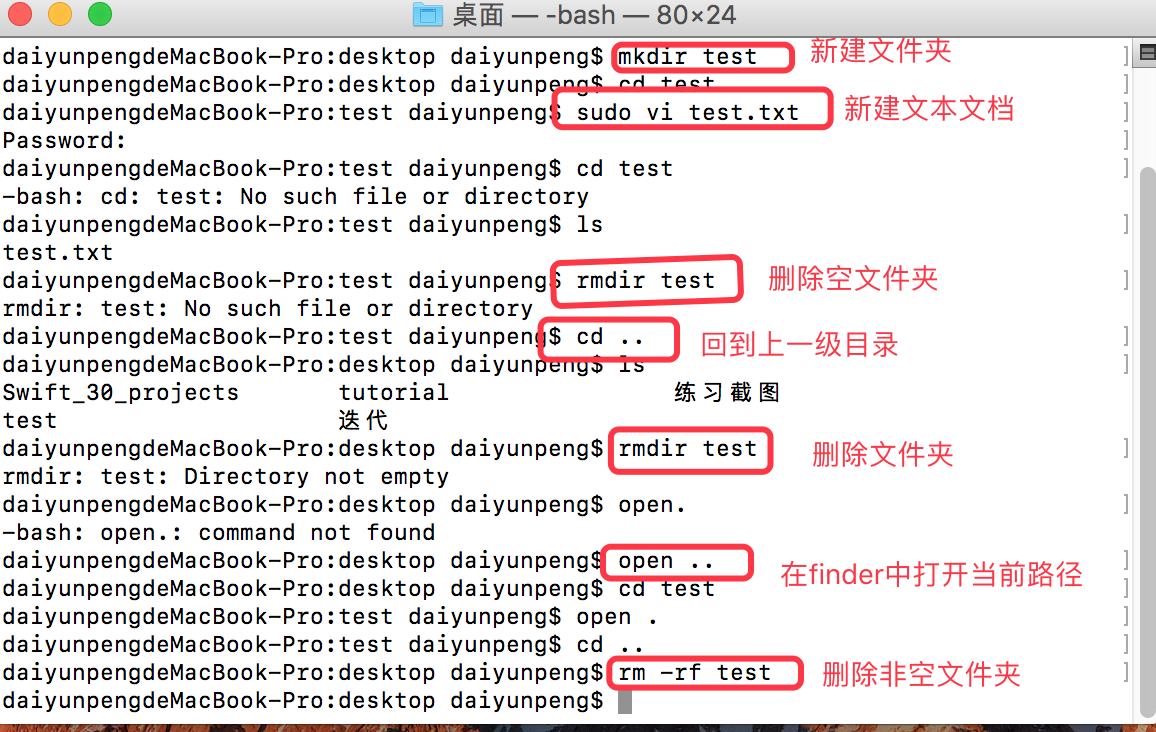 桌面 — -bash — 80×24
daiyunpengdeMacBook-Pro:desktop daiyunpeng$ mkdir test 新建文件夹
daiyunpengdeMacBook-Pro:desktop daiyunpeng$ cd test
daiyunpengdeMacBook-Pro:test daiyunpeng$ sudo vi test.txt 新建文本文档
Password:
daiyunpengdeMacBook-Pro:test daiyunpeng$ cd test
-bash: cd: test: No such file or directory
daiyunpengdeMacBook-Pro:test daiyunpeng$ ls
test.txt
daiyunpengdeMacBook-Pro:test daiyunpeng$ rmdir test 删除空文件夹
rmdir: test: No such file or directory
daiyunpengdeMacBook-Pro:test daiyunpeng$ cd .. 回到上一级目录
daiyunpengdeMacBook-Pro:desktop daiyunpeng$ ls
Swift_30_projects tutorial 练习截图
test 迭代
daiyunpengdeMacBook-Pro:desktop daiyunpeng$ rmdir test 删除文件夹
rmdir: test: Directory not empty
daiyunpengdeMacBook-Pro:desktop daiyunpeng$ open.
-bash: open.: command not found
daiyunpengdeMacBook-Pro:desktop daiyunpeng$ open .. 在finder中打开当前路径
daiyunpengdeMacBook-Pro:desktop daiyunpeng$ cd test
daiyunpengdeMacBook-Pro:test daiyunpeng$ open .
daiyunpengdeMacBook-Pro:test daiyunpeng$ cd ..
daiyunpengdeMacBook-Pro:desktop daiyunpeng$ rm -rf test 删除非空文件夹
daiyunpengdeMacBook-Pro:desktop daiyunpeng$